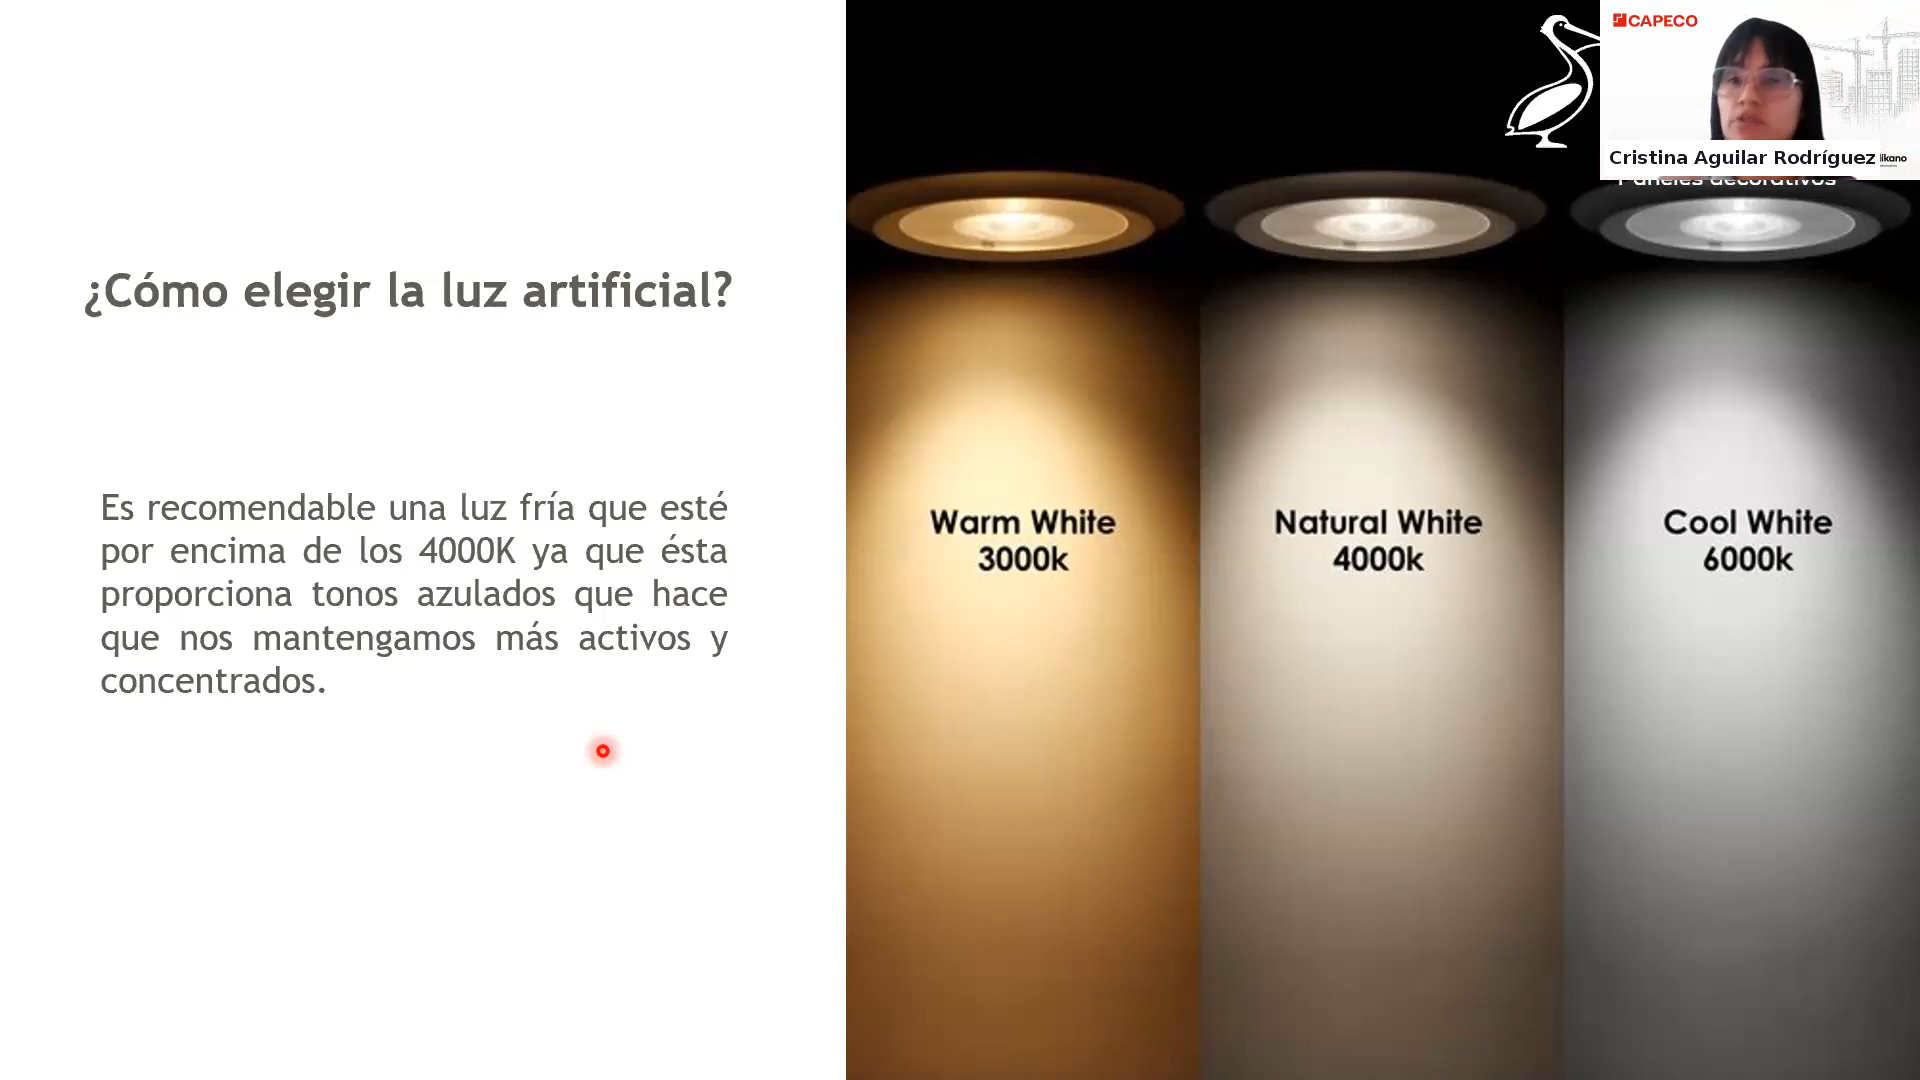 CAPECO
Cristina Aguilar Rodríguez
Paneles decorativos
¿Cómo elegir la luz artificial?
Es recomendable una luz fría que esté
por encima de los 4000K ya que ésta
proporciona tonos azulados que hace
que nos mantengamos más activos y
concentrados.
Warm White
3000k
Natural White
4000k
Cool White
6000k